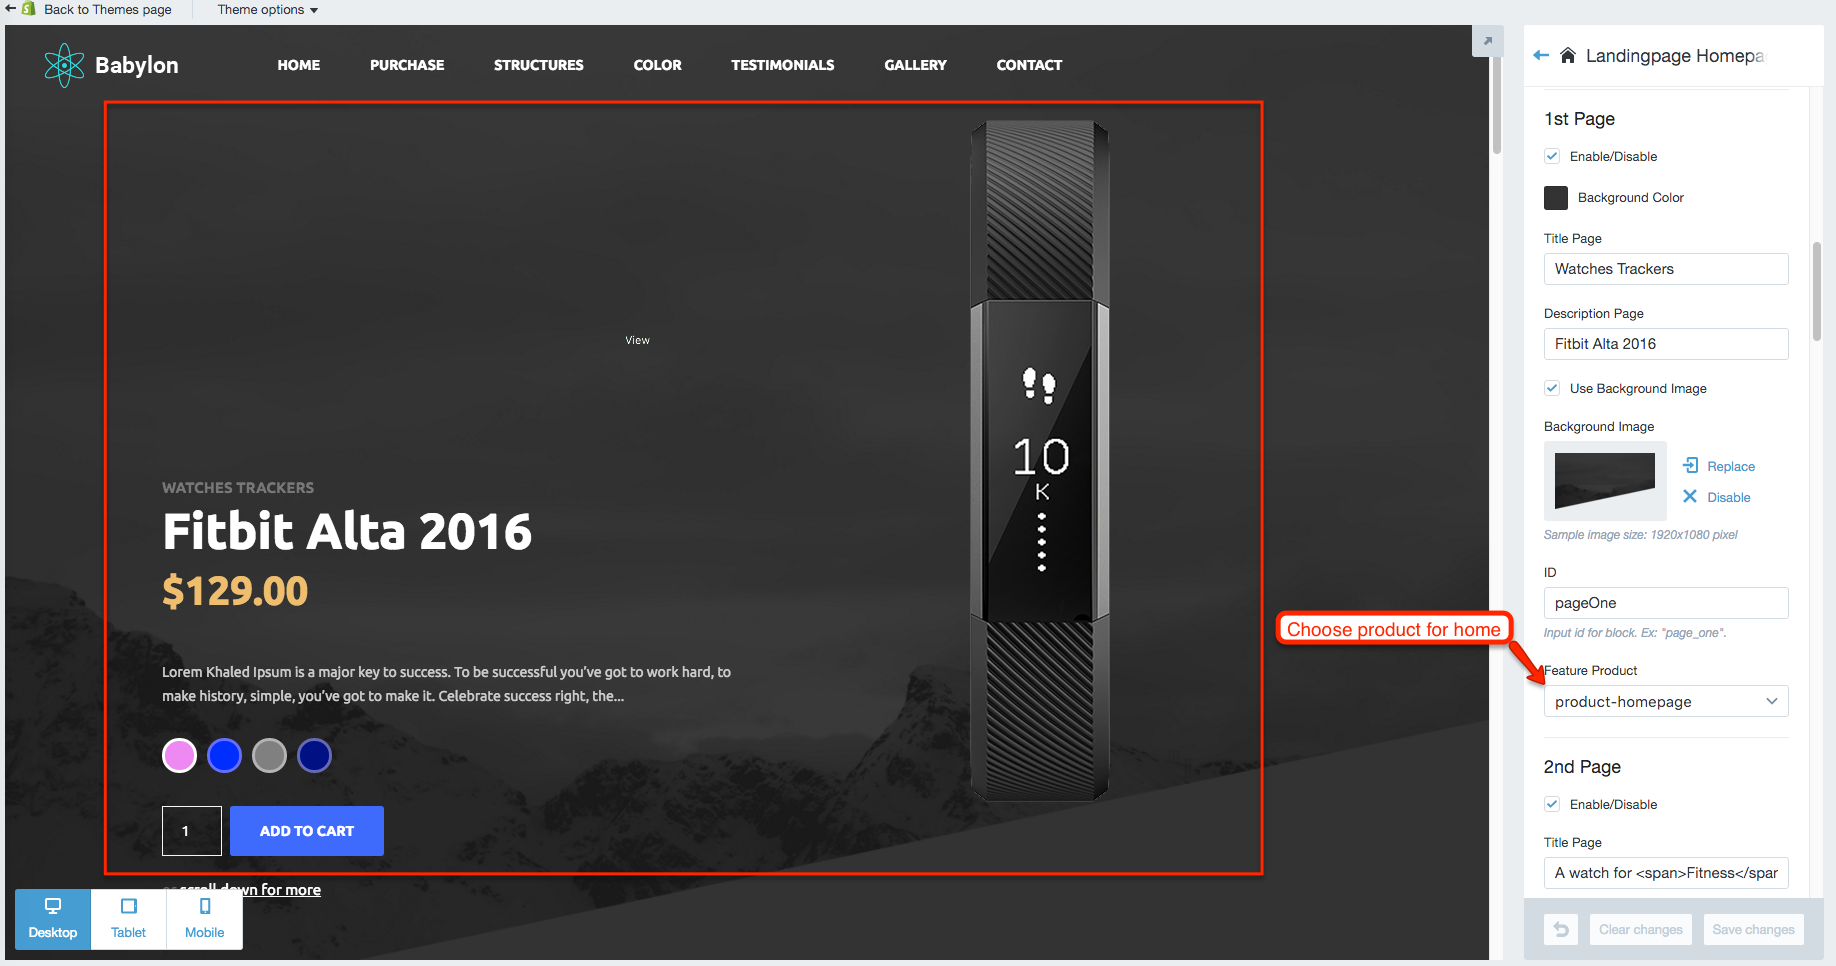 Back to Themes page
Theme options
Babylon
HOME
PURCHASE
STRUCTURES
COLOR
TESTIMONIALS
GALLERY
CONTACT
View
10
K
WATCHES TRACKERS
Fitbit Alta 2016
$129.00
Lorem Khaled Ipsum is a major key to success. To be successful you've got to work hard, to
make history, simple, you've got to make it. Celebrate success right, the...
1
ADD TO CART
scroll down for more
Desktop
Tablet
Mobile
Choose product for home
Landingpage Homepa
1st Page
Enable/Disable
Background Color
Title Page
Watches Trackers
Description Page
Fitbit Alta 2016
Use Background Image
Background Image
Replace
Disable
Sample image size: 1920x1080 pixel
ID
pageOne
Input id for block. Ex: "page_one".
Feature Product
product-homepage
2nd Page
Enable/Disable
Title Page
A watch for <span>Fitness</spar
Clear changes
Save changes